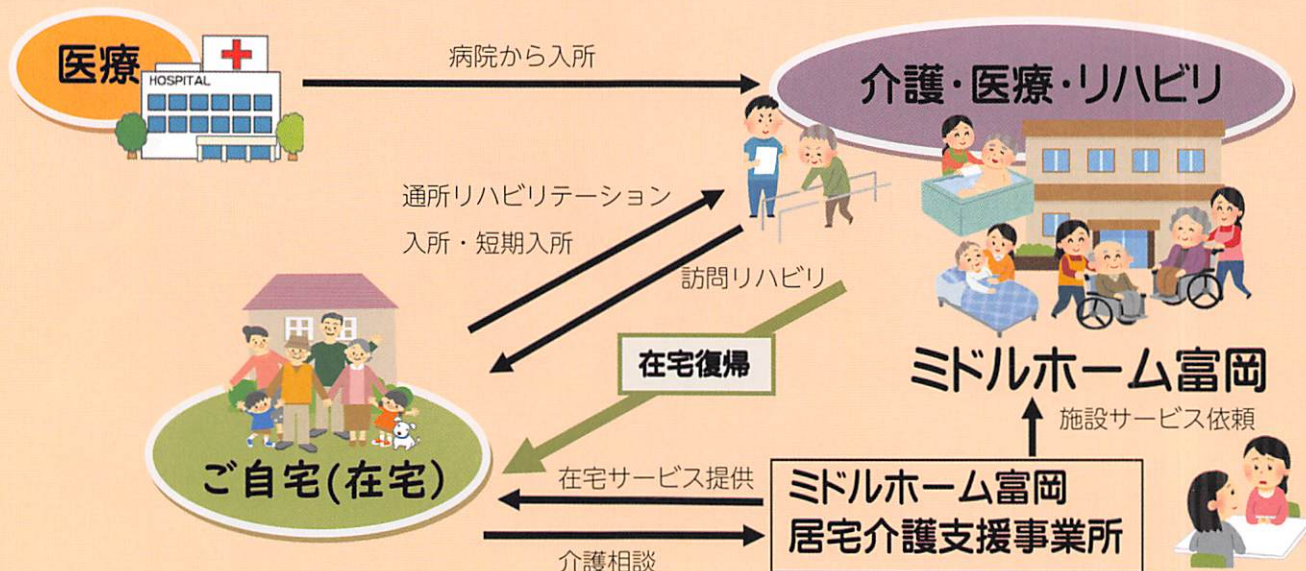 医療
HOSPITAL
病院から入所
介護・医療・リハビリ
通所リハビリテーション
入所・短期入所
訪問リハビリ
在宅復帰
ミドルホーム富岡
施設サービス依頼
ご自宅(在宅)
在宅サービス提供
介護相談
ミドルホーム富岡
居宅介護支援事業所